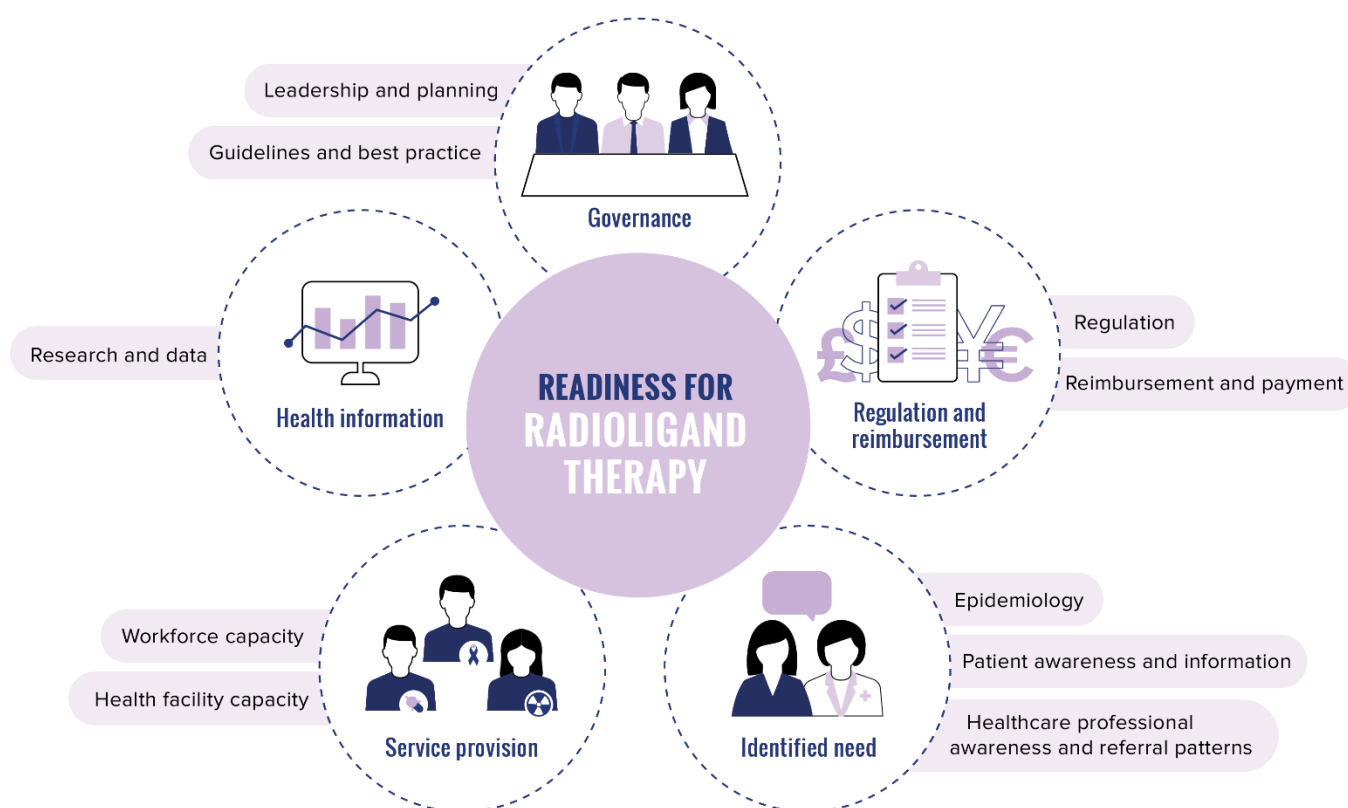 Leadership and planning
Guidelines and best practice
Governance
Research and data
Health information
Regulation
Reimbursement and payment
Regulation and
reimbursement
READINESS FOR
RADIOLIGAND
THERAPY
Workforce capacity
Health facility capacity
Service provision
Epidemiology
Patient awareness and information
Healthcare professional
awareness and referral patterns
Identified need